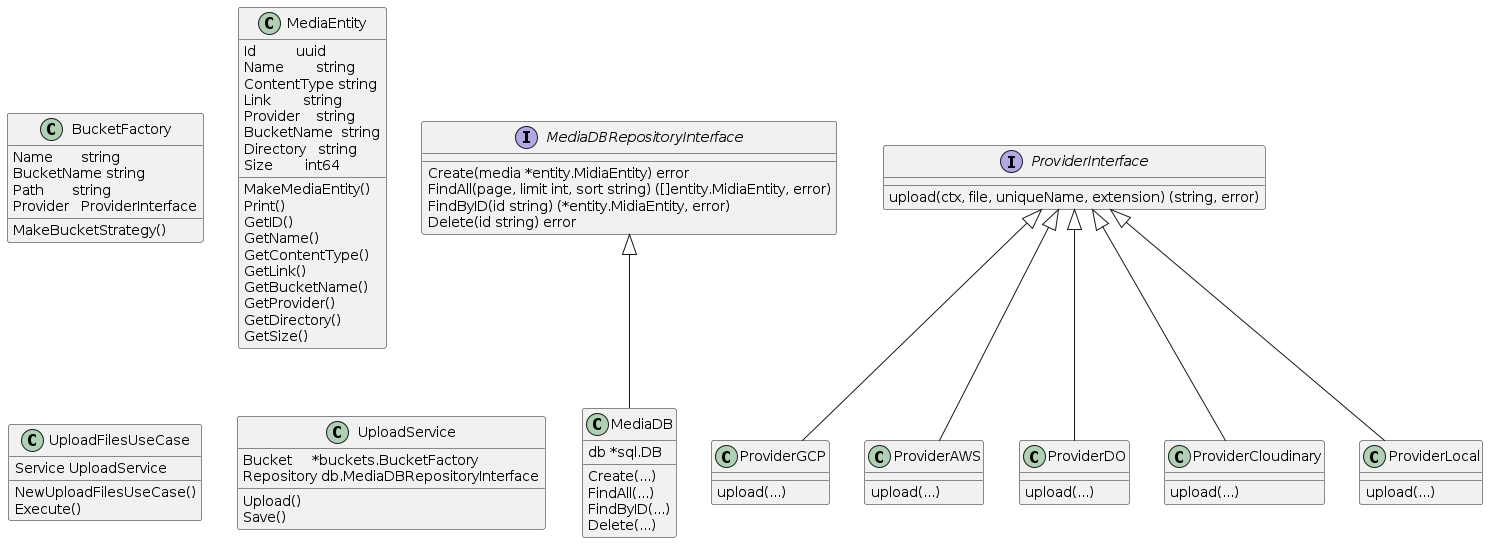 C BucketFactory
Name string
BucketName string
Path string
Provider ProviderInterface
MakeBucketStrategy()
C MediaEntity
Id uuid
Name string
ContentType string
Link string
Provider string
BucketName string
Directory string
Size int64
MakeMediaEntity()
Print()
GetID()
GetName()
GetContentType()
GetLink()
GetBucketName()
GetProvider()
GetDirectory()
GetSize()
I MediaDBRepositoryInterface
Create(media *entity.MidiaEntity) error
FindAll(page, limit int, sort string) ([]entity.MidiaEntity, error)
FindByID(id string) (*entity.MidiaEntity, error)
Delete(id string) error
I ProviderInterface
upload(ctx, file, uniqueName, extension) (string, error)
C UploadFilesUseCase
Service UploadService
NewUploadFilesUseCase()
Execute()
C UploadService
Bucket *buckets.BucketFactory
Repository db.MediaDBRepositoryInterface
Upload()
Save()
C MediaDB
db *sql.DB
Create(...)
FindAll(...)
FindByID(...)
Delete(...)
C ProviderGCP
upload(...)
C ProviderAWS
upload(...)
C ProviderDO
upload(...)
C ProviderCloudinary
upload(...)
C ProviderLocal
upload(...)